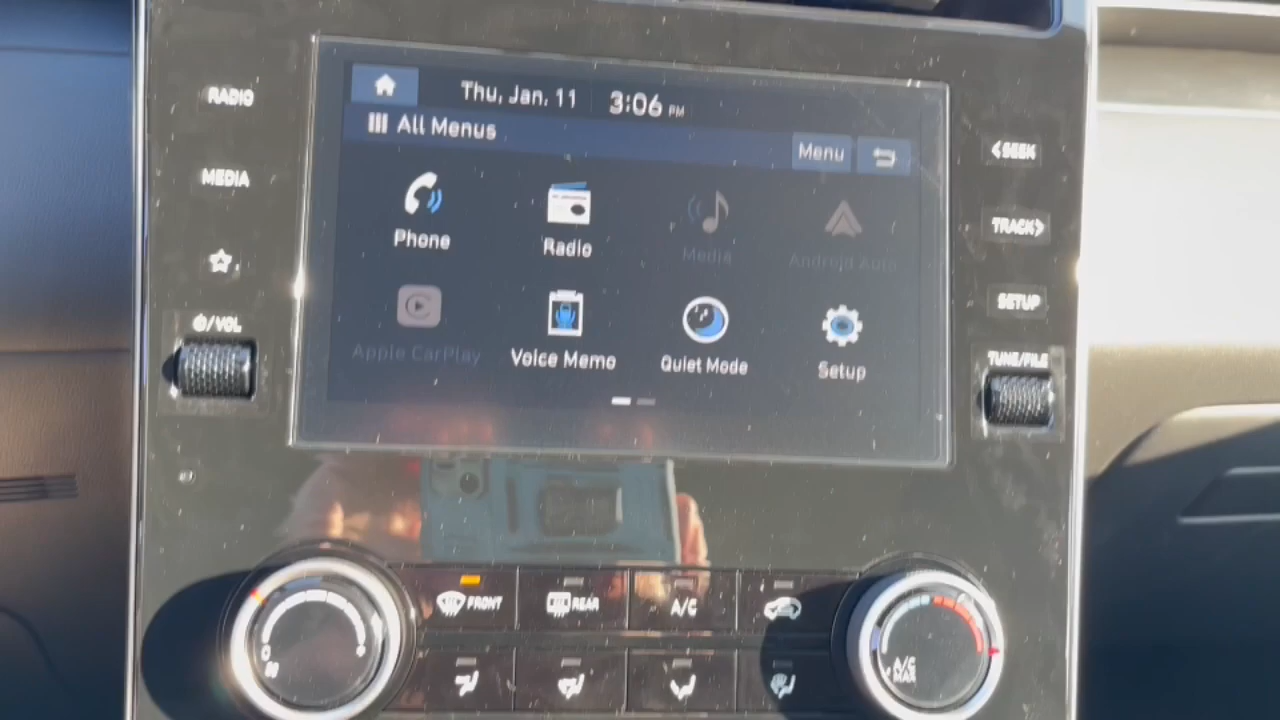 RADIO
MEDIA
⏻/VOL
Thu, Jan. 11 3:06 PM
All Menus
Menu
Phone
Radio
Media
Android Auto
Apple CarPlay
Voice Memo
Quiet Mode
Setup
<SEEK
TRACK>
SETUP
TUNE/FILE
FRONT
REAR
A/C
0
A/C
MAX